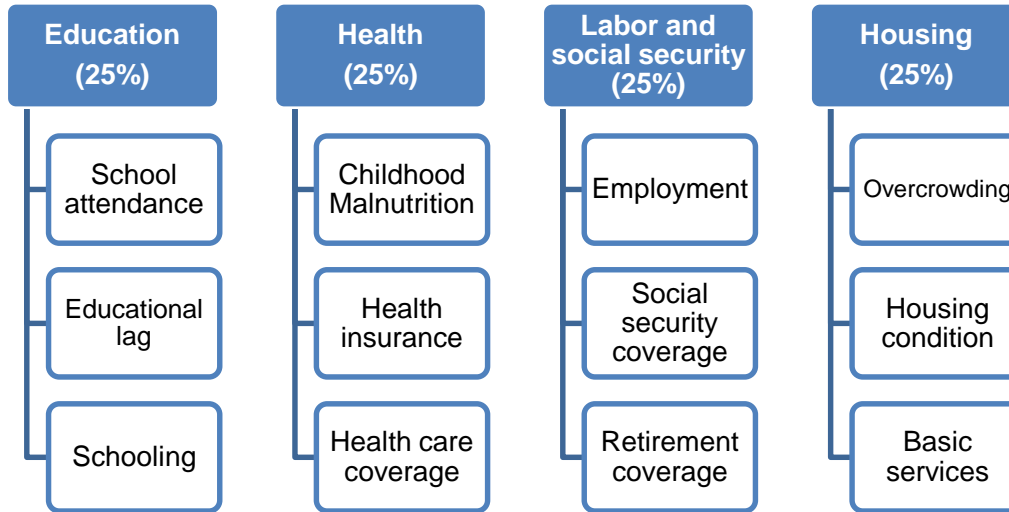 Education
(25%)
School
attendance
Educational
lag
Schooling
Health
(25%)
Childhood
Malnutrition
Health
insurance
Health care
coverage
Labor and
social security
(25%)
Employment
Social
security
coverage
Retirement
coverage
Housing
(25%)
Overcrowding
Housing
condition
Basic
services